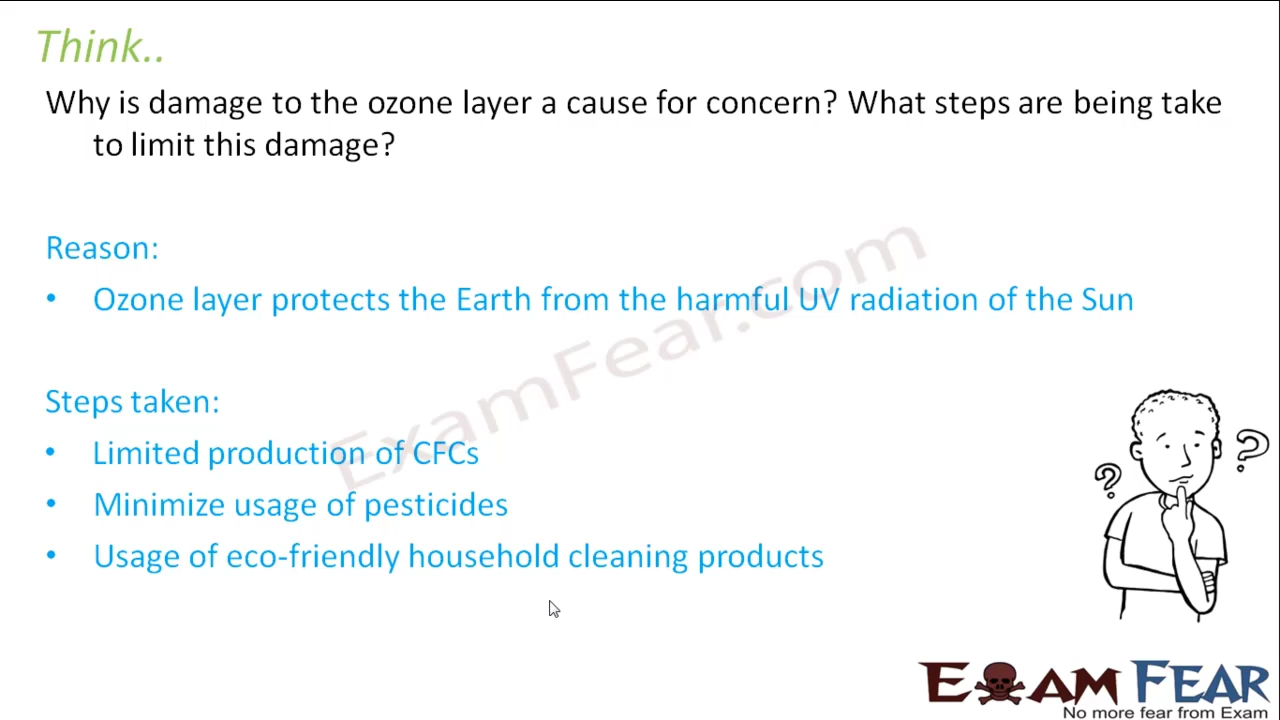 Think..
Why is damage to the ozone layer a cause for concern? What steps are being take
to limit this damage?
Reason:
• Ozone layer protects the Earth from the harmful UV radiation of the Sun
ExamFear.com
Steps taken:
• Limited production of CFCs
• Minimize usage of pesticides
• Usage of eco-friendly household cleaning products
? ?
EXAM FEAR
No more fear from Exam